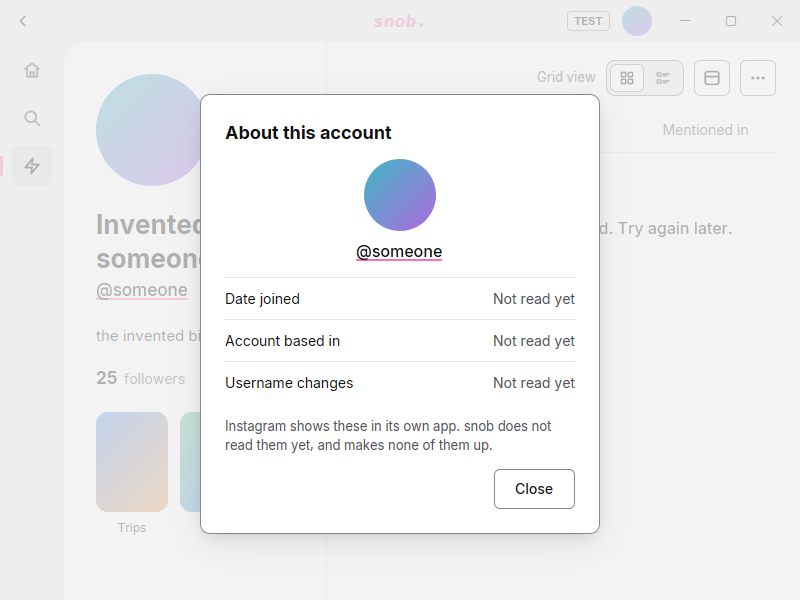 snob.
TEST
Grid view
Mentioned in
Invented
someon
@someone
the invented bi
25 followers
Trips
d. Try again later.
About this account
@someone
Date joined Not read yet
Account based in Not read yet
Username changes Not read yet
Instagram shows these in its own app. snob does not
read them yet, and makes none of them up.
Close